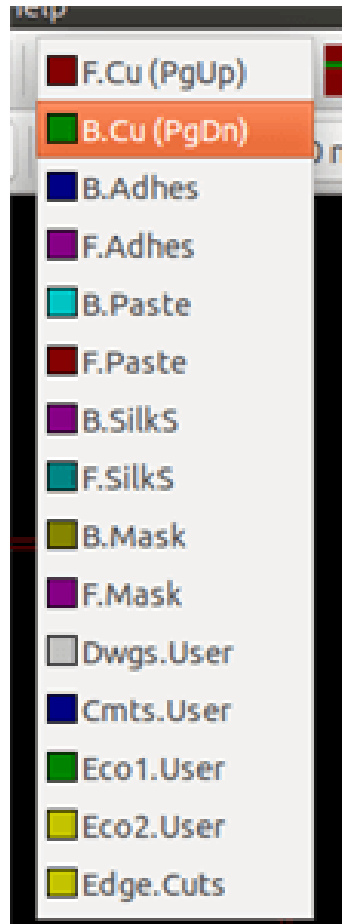 Help
F.Cu (PgUp)
B.Cu (PgDn)
B.Adhes
F.Adhes
B.Paste
F.Paste
B.SilkS
F.SilkS
B.Mask
F.Mask
Dwgs.User
Cmts.User
Eco1.User
Eco2.User
Edge.Cuts